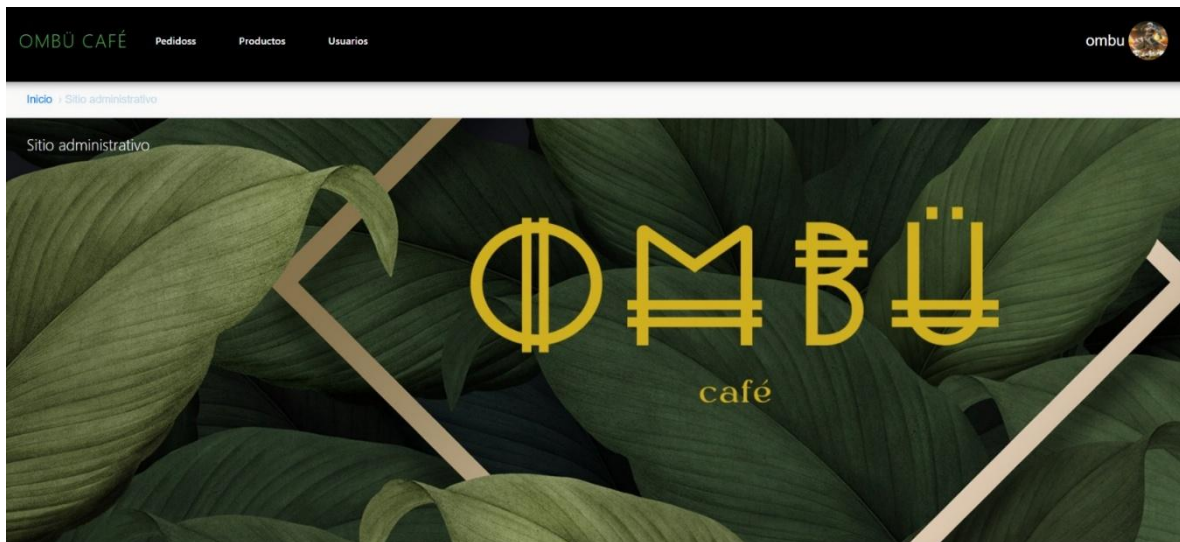 OMBÜ CAFÉ Pedidoss Productos Usuarios ombu
Inicio › Sitio administrativo
Sitio administrativo
OMBÜ
café